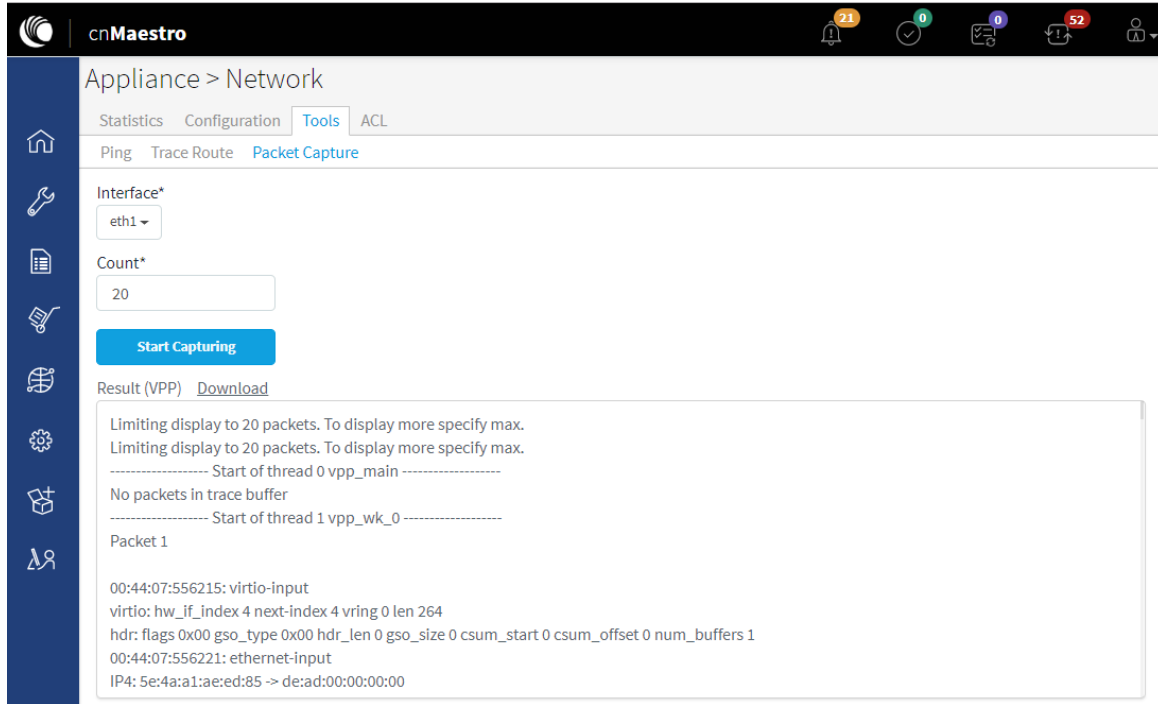 cnMaestro
21
0
0
52
Appliance > Network
Statistics Configuration Tools ACL
Ping Trace Route Packet Capture
Interface*
eth1
Count*
20
Start Capturing
Result (VPP) Download
Limiting display to 20 packets. To display more specify max.
Limiting display to 20 packets. To display more specify max.
------------------- Start of thread 0 vpp_main -------------------
No packets in trace buffer
------------------- Start of thread 1 vpp_wk_0 -------------------
Packet 1
00:44:07:556215: virtio-input
virtio: hw_if_index 4 next-index 4 vring 0 len 264
hdr: flags 0x00 gso_type 0x00 hdr_len 0 gso_size 0 csum_start 0 csum_offset 0 num_buffers 1
00:44:07:556221: ethernet-input
IP4: 5e:4a:a1:ae:ed:85 -> de:ad:00:00:00:00